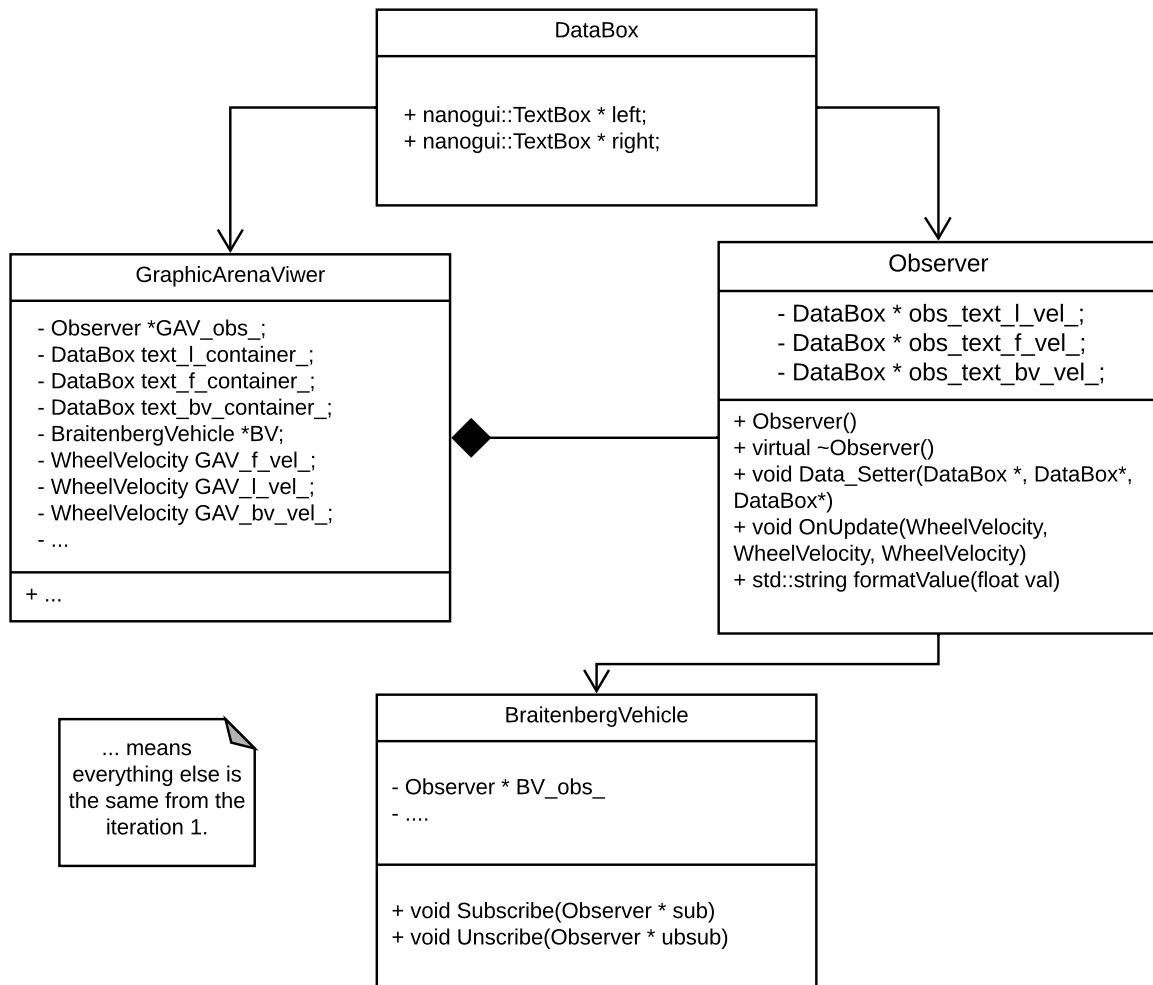 DataBox
+ nanogui::TextBox * left;
+ nanogui::TextBox * right;
GraphicArenaViwer
- Observer *GAV_obs_;
- DataBox text_l_container_;
- DataBox text_f_container_;
- DataBox text_bv_container_;
- BraitenbergVehicle *BV;
- WheelVelocity GAV_f_vel_;
- WheelVelocity GAV_l_vel_;
- WheelVelocity GAV_bv_vel_;
- ...
+ ...
Observer
- DataBox * obs_text_l_vel_;
- DataBox * obs_text_f_vel_;
- DataBox * obs_text_bv_vel_;
+ Observer()
+ virtual ~Observer()
+ void Data_Setter(DataBox *, DataBox*,
DataBox*)
+ void OnUpdate(WheelVelocity,
WheelVelocity, WheelVelocity)
+ std::string formatValue(float val)
... means
everything else is
the same from the
iteration 1.
BraitenbergVehicle
- Observer * BV_obs_
- ....
+ void Subscribe(Observer * sub)
+ void Unscribe(Observer * ubsub)